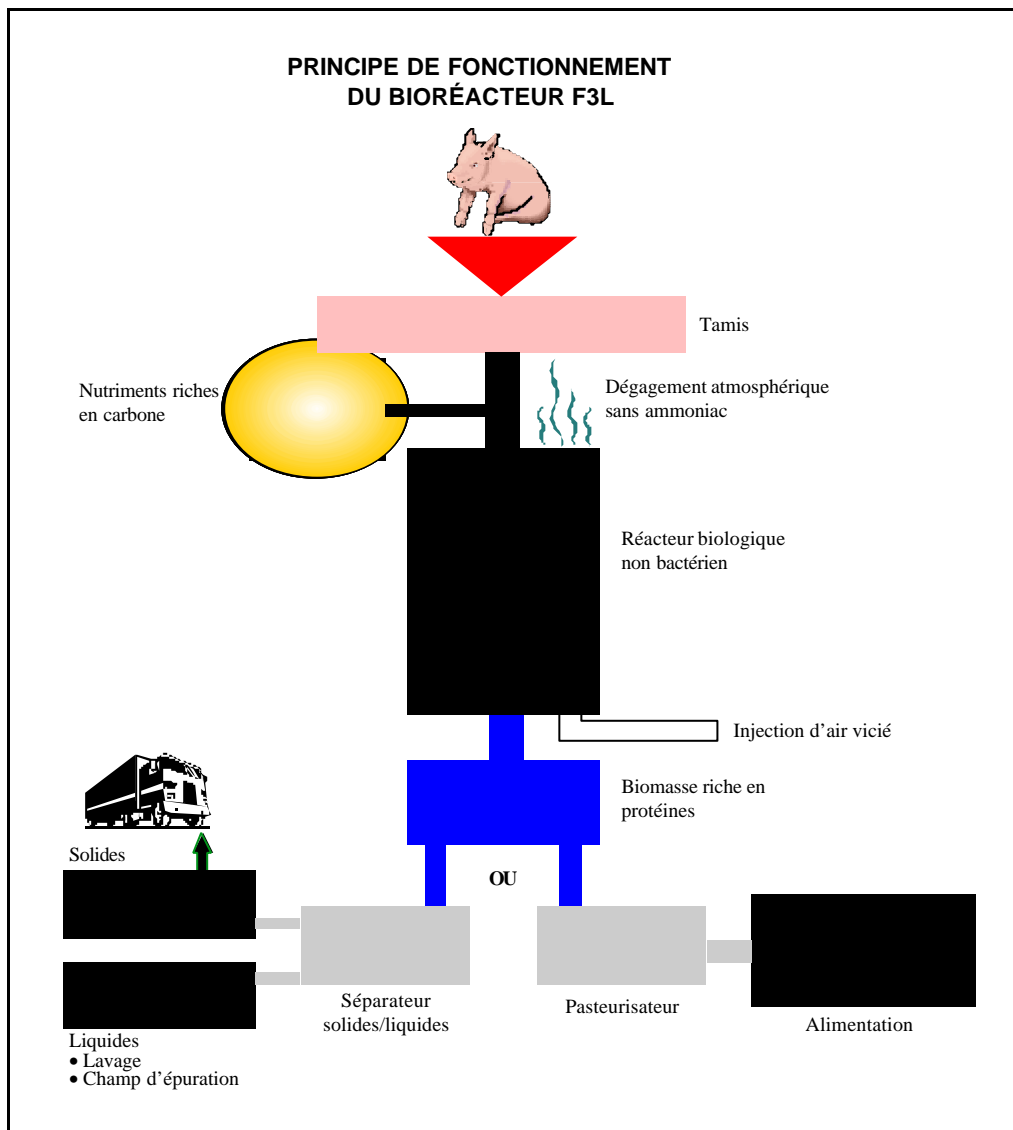 PRINCIPE DE FONCTIONNEMENT
DU BIORÉACTEUR F3L
Tamis
Nutriments riches
en carbone
Dégagement atmosphérique
sans ammoniac
Réacteur biologique
non bactérien
Injection d'air vicié
Biomasse riche en
protéines
Solides
OU
Séparateur
solides/liquides
Pasteurisateur
Alimentation
Liquides
• Lavage
• Champ d'épuration